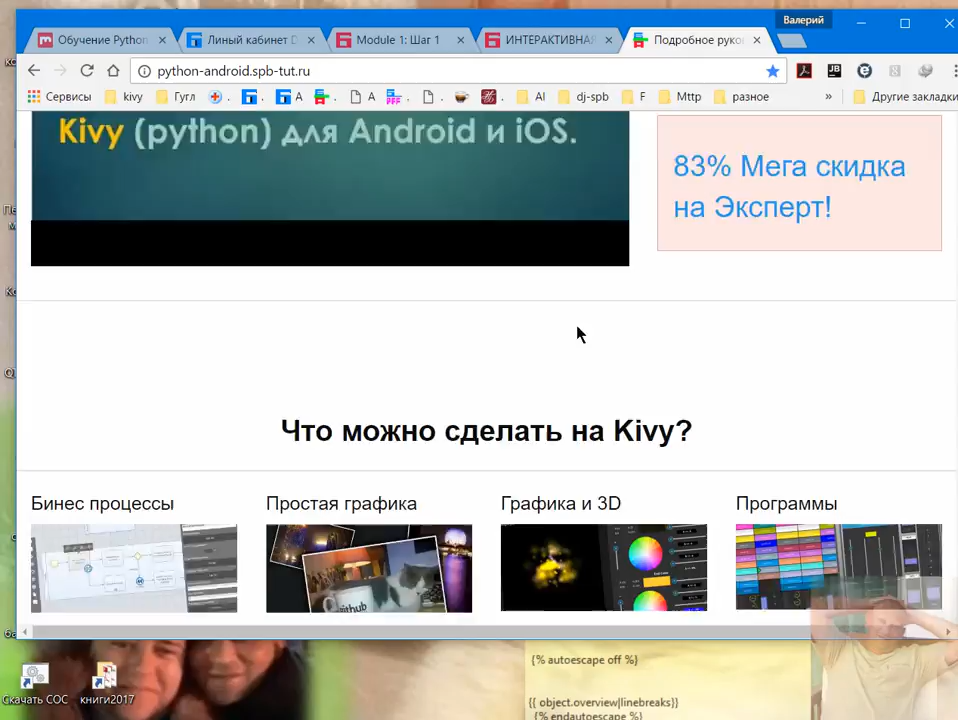 Валерий
Обучение Python
Линый кабинет D
Module 1: Шаг 1
ИНТЕРАКТИВНАЯ
Подробное руко
python-android.spb-tut.ru
Сервисы kivy Гугл . . A A . . AI dj-spb F Mttp разное » Другие закладки
Kivy (python) для Android и iOS.
83% Мега скидка
на Эксперт!
Что можно сделать на Kivy?
Бинес процессы
Простая графика
Графика и 3D
Программы
github
{% autoescape off %}
{{ object.overview|linebreaks}}
{% endautoescape %}
Скачать СОС
книги2017